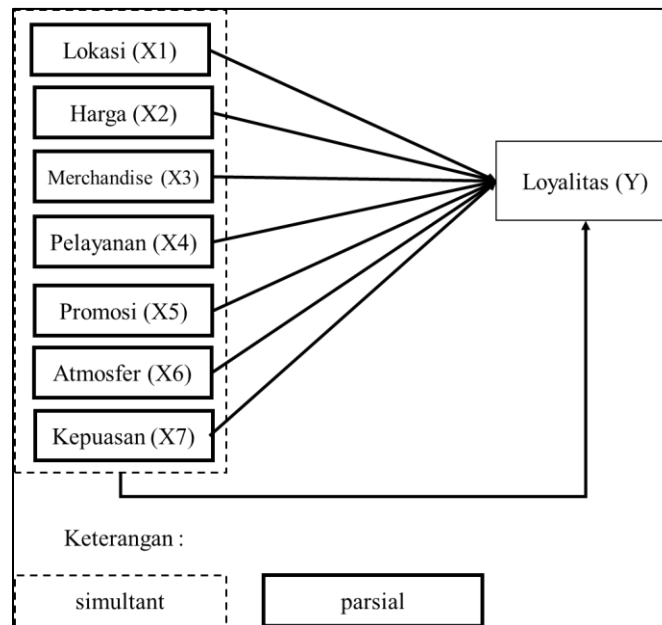 Lokasi (X1)
Harga (X2)
Merchandise (X3)
Pelayanan (X4)
Promosi (X5)
Atmosfer (X6)
Kepuasan (X7)
Loyalitas (Y)
Keterangan :
simultant
parsial